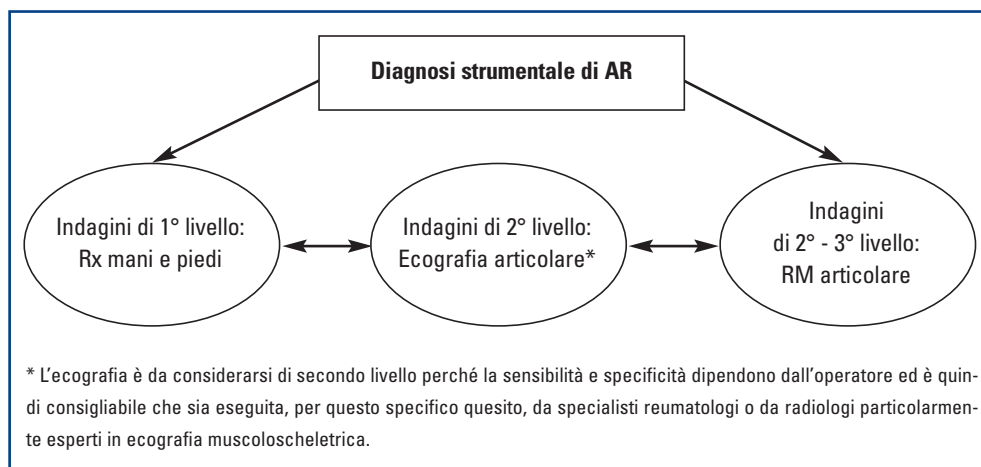 Diagnosi strumentale di AR
Indagini di 1° livello:
Rx mani e piedi
Indagini di 2° livello:
Ecografia articolare*
Indagini
di 2° - 3° livello:
RM articolare
* L'ecografia è da considerarsi di secondo livello perché la sensibilità e specificità dipendono dall'operatore ed è quin-
di consigliabile che sia eseguita, per questo specifico quesito, da specialisti reumatologi o da radiologi particolarmen-
te esperti in ecografia muscoloscheletrica.